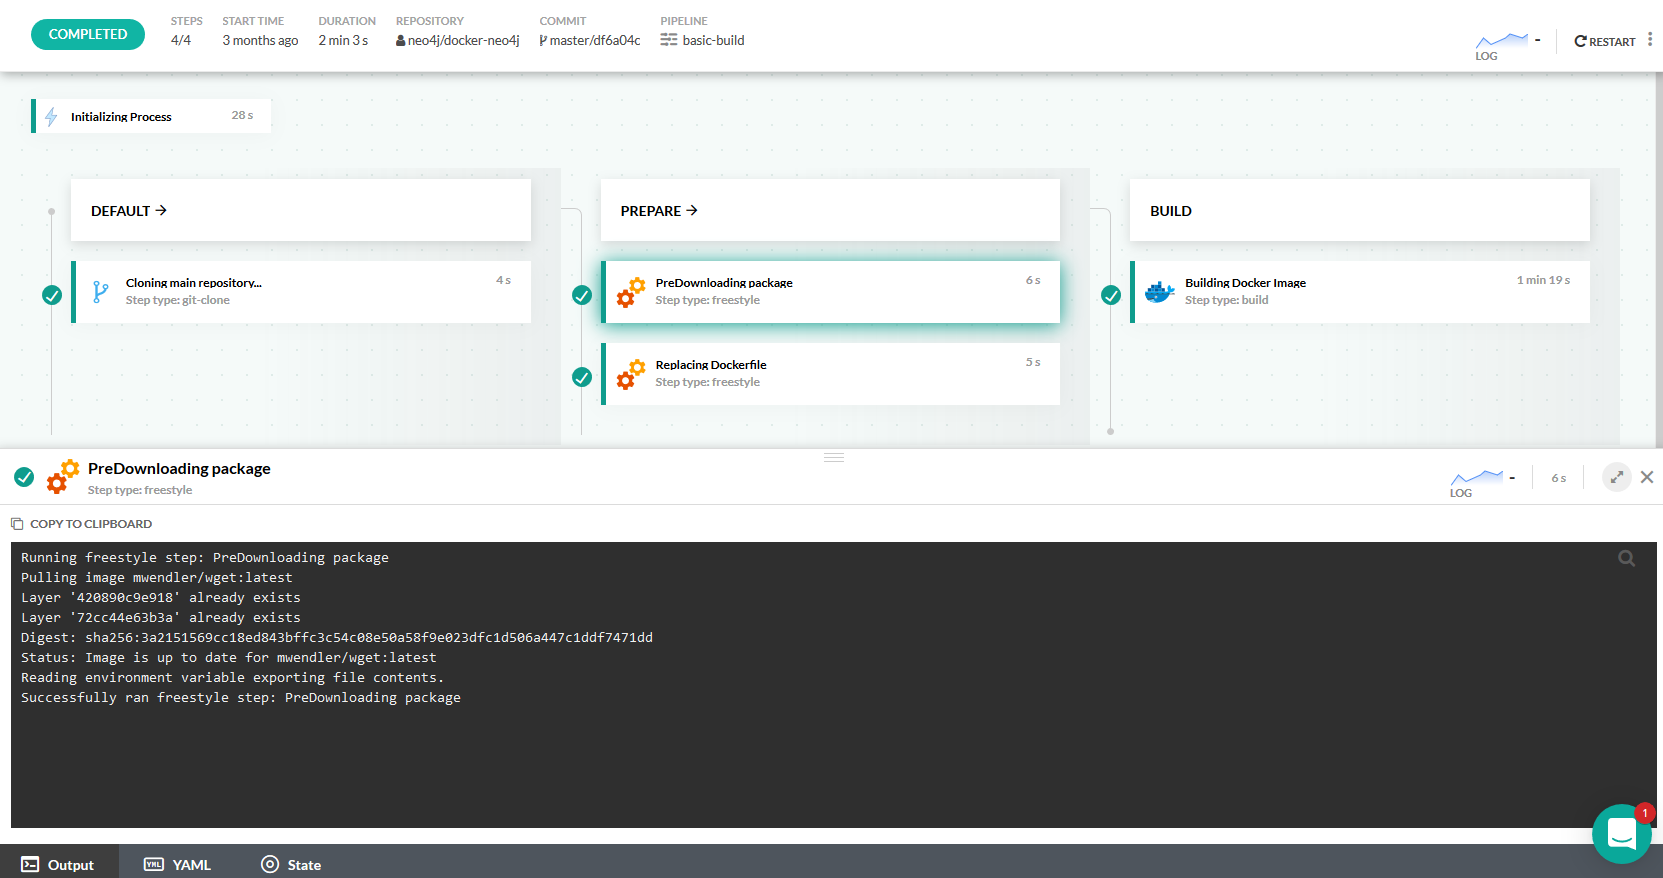 COMPLETED
STEPS
4/4
START TIME
3 months ago
DURATION
2 min 3 s
REPOSITORY
neo4j/docker-neo4j
COMMIT
master/df6a04c
PIPELINE
basic-build
-
LOG
RESTART
Initializing Process
28 s
DEFAULT →
PREPARE →
BUILD
Cloning main repository...
4 s
Step type: git-clone
PreDownloading package
6 s
Step type: freestyle
Building Docker Image
1 min 19 s
Step type: build
Replacing Dockerfile
5 s
Step type: freestyle
PreDownloading package
Step type: freestyle
-
LOG
6 s
COPY TO CLIPBOARD
Running freestyle step: PreDownloading package
Pulling image mwendler/wget:latest
Layer '420890c9e918' already exists
Layer '72cc44e63b3a' already exists
Digest: sha256:3a2151569cc18ed843bffc3c54c08e50a58f9e023dfc1d506a447c1ddf7471dd
Status: Image is up to date for mwendler/wget:latest
Reading environment variable exporting file contents.
Successfully ran freestyle step: PreDownloading package
1
Output
YML
YAML
State